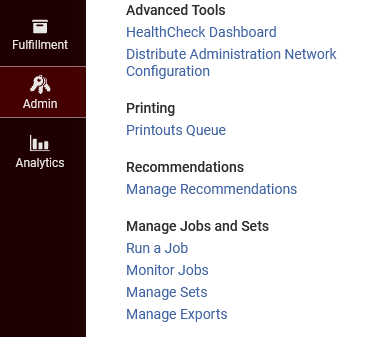 Fulfillment
Admin
Analytics
Advanced Tools
HealthCheck Dashboard
Distribute Administration Network
Configuration
Printing
Printouts Queue
Recommendations
Manage Recommendations
Manage Jobs and Sets
Run a Job
Monitor Jobs
Manage Sets
Manage Exports